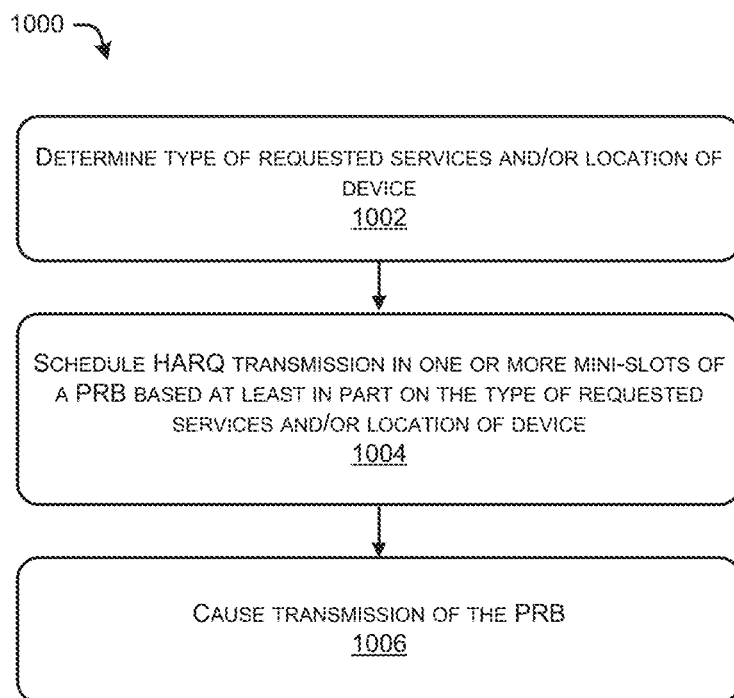 1000
DETERMINE TYPE OF REQUESTED SERVICES AND/OR LOCATION OF
DEVICE
1002
SCHEDULE HARQ TRANSMISSION IN ONE OR MORE MINI-SLOTS OF
A PRB BASED AT LEAST IN PART ON THE TYPE OF REQUESTED
SERVICES AND/OR LOCATION OF DEVICE
1004
CAUSE TRANSMISSION OF THE PRB
1006